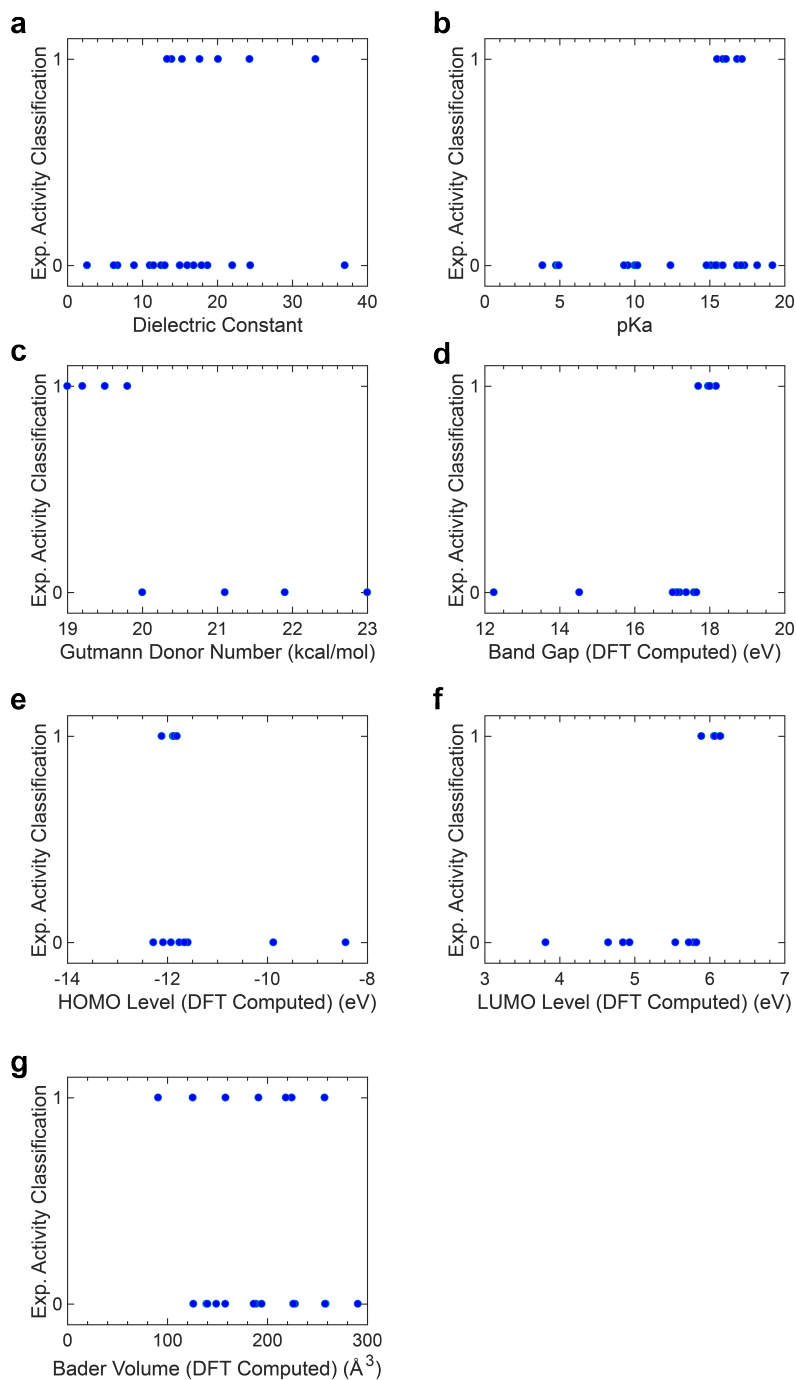 a
Exp. Activity Classification
1
0
0 10 20 30 40
Dielectric Constant
b
Exp. Activity Classification
1
0
0 5 10 15 20
pKa
c
Exp. Activity Classification
1
0
19 20 21 22 23
Gutmann Donor Number (kcal/mol)
d
Exp. Activity Classification
1
0
12 14 16 18 20
Band Gap (DFT Computed) (eV)
e
Exp. Activity Classification
1
0
-14 -12 -10 -8
HOMO Level (DFT Computed) (eV)
f
Exp. Activity Classification
1
0
3 4 5 6 7
LUMO Level (DFT Computed) (eV)
g
Exp. Activity Classification
1
0
0 100 200 300
Bader Volume (DFT Computed) (Å³)